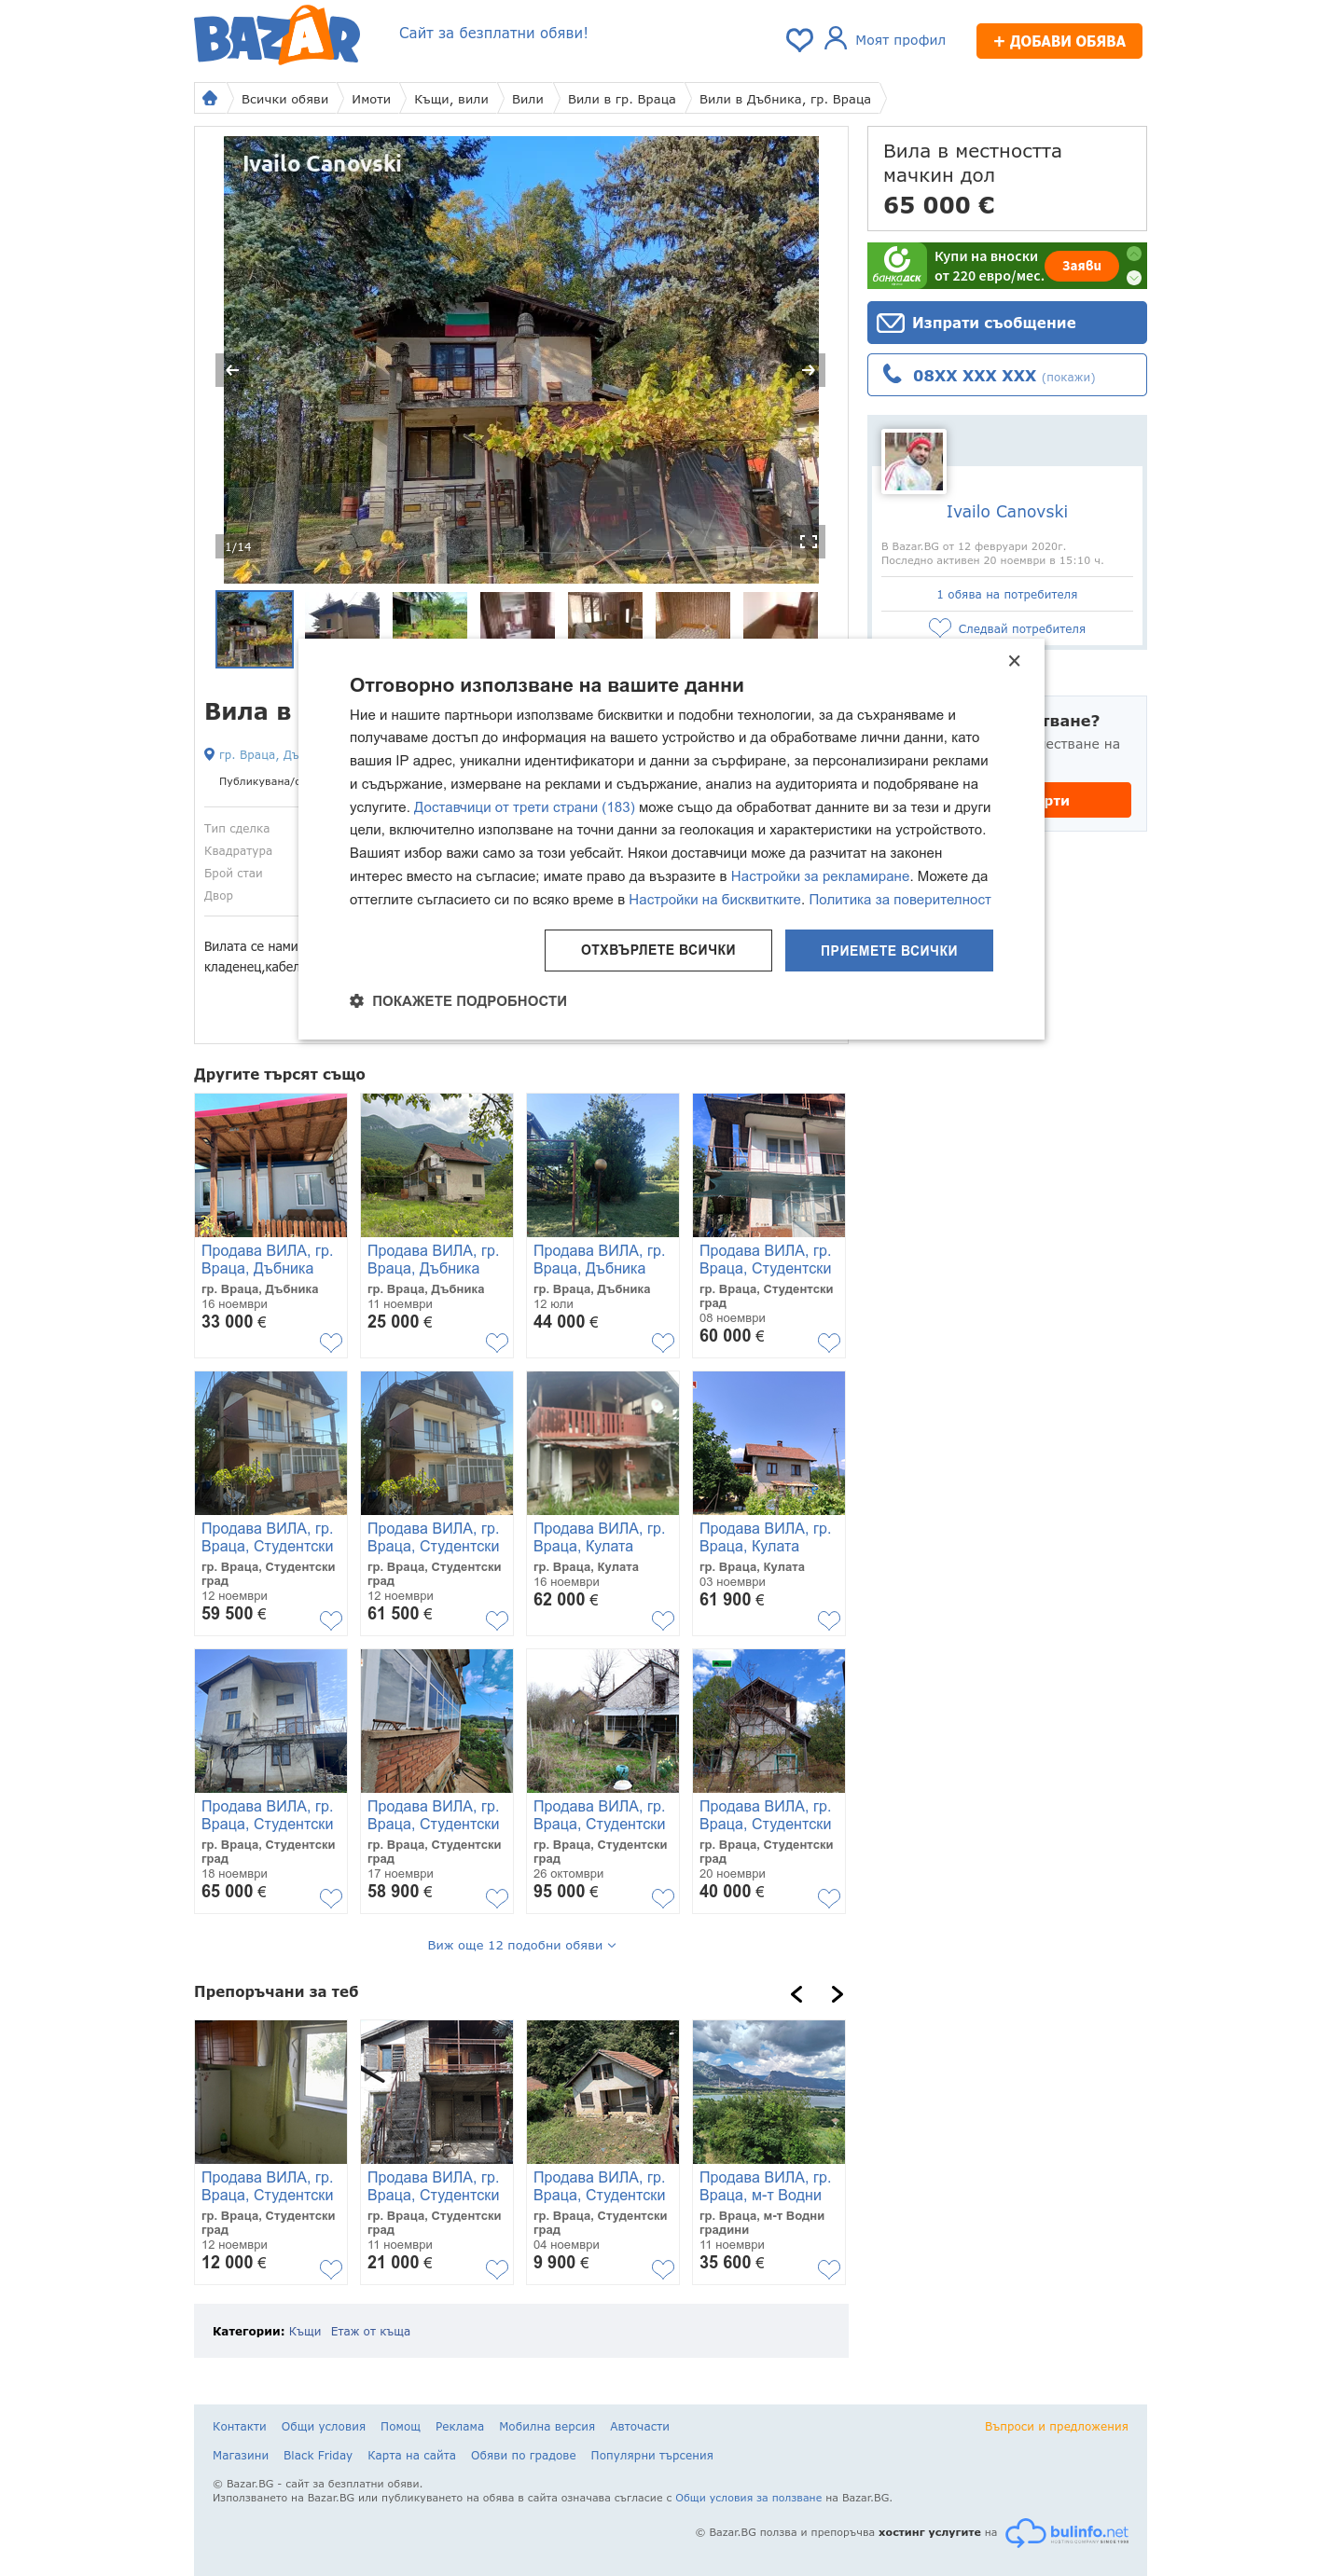 BAZAR
Сайт за безплатни обяви!
Моят профил
+ ДОБАВИ ОБЯВА
Всички обяви
Имоти
Къщи, вили
Вили
Вили в гр. Враца
Вили в Дъбника, гр. Враца
Ivailo Canovski
1/14
Вила в местността
мачкин дол
65 000 €
банка дск
Купи на вноски
от 220 евро/мес.
Заяви
Изпрати съобщение
08XX XXX XXX (покажи)
Ivailo Canovski
В Bazar.BG от 12 февруари 2020г.
Последно активен 20 ноември в 15:10 ч.
1 обява на потребителя
Следвай потребителя
Вила в
гр. Враца, Дъ
Публикувана/
Тип сделка
Квадратура
Брой стаи
Двор
Вилата се нами
кладенец,кабел
Отговорно използване на вашите данни
Ние и нашите партньори използваме бисквитки и подобни технологии, за да съхраняваме и
получаваме достъп до информация на вашето устройство и да обработваме лични данни, като
вашия IP адрес, уникални идентификатори и данни за сърфиране, за персонализирани реклами
и съдържание, измерване на реклами и съдържание, анализ на аудиторията и подобряване на
услугите. Доставчици от трети страни (183) може също да обработват данните ви за тези и други
цели, включително използване на точни данни за геолокация и характеристики на устройството.
Вашият избор важи само за този уебсайт. Някои доставчици може да разчитат на законен
интерес вместо на съгласие; имате право да възразите в Настройки за рекламиране. Можете да
оттеглите съгласието си по всяко време в Настройки на бисквитките. Политика за поверителност
ОТХВЪРЛЕТЕ ВСИЧКИ
ПРИЕМЕТЕ ВСИЧКИ
ПОКАЖЕТЕ ПОДРОБНОСТИ
тване?
естване на
рти
Другите търсят също
Продава ВИЛА, гр.
Враца, Дъбника
гр. Враца, Дъбника
16 ноември
33 000 €
Продава ВИЛА, гр.
Враца, Дъбника
гр. Враца, Дъбника
11 ноември
25 000 €
Продава ВИЛА, гр.
Враца, Дъбника
гр. Враца, Дъбника
12 юли
44 000 €
Продава ВИЛА, гр.
Враца, Студентски
гр. Враца, Студентски
град
08 ноември
60 000 €
Продава ВИЛА, гр.
Враца, Студентски
гр. Враца, Студентски
град
12 ноември
59 500 €
Продава ВИЛА, гр.
Враца, Студентски
гр. Враца, Студентски
град
12 ноември
61 500 €
Продава ВИЛА, гр.
Враца, Кулата
гр. Враца, Кулата
16 ноември
62 000 €
Продава ВИЛА, гр.
Враца, Кулата
гр. Враца, Кулата
03 ноември
61 900 €
Продава ВИЛА, гр.
Враца, Студентски
гр. Враца, Студентски
град
18 ноември
65 000 €
Продава ВИЛА, гр.
Враца, Студентски
гр. Враца, Студентски
град
17 ноември
58 900 €
Продава ВИЛА, гр.
Враца, Студентски
гр. Враца, Студентски
град
26 октомври
95 000 €
Продава ВИЛА, гр.
Враца, Студентски
гр. Враца, Студентски
град
20 ноември
40 000 €
Виж още 12 подобни обяви
Препоръчани за теб
Продава ВИЛА, гр.
Враца, Студентски
гр. Враца, Студентски
град
12 ноември
12 000 €
Продава ВИЛА, гр.
Враца, Студентски
гр. Враца, Студентски
град
11 ноември
21 000 €
Продава ВИЛА, гр.
Враца, Студентски
гр. Враца, Студентски
град
04 ноември
9 900 €
Продава ВИЛА, гр.
Враца, м-т Водни
гр. Враца, м-т Водни
градини
11 ноември
35 600 €
Категории: Къщи Етаж от къща
Контакти Общи условия Помощ Реклама Мобилна версия Авточасти
Въпроси и предложения
Магазини Black Friday Карта на сайта Обяви по градове Популярни търсения
© Bazar.BG - сайт за безплатни обяви.
Използването на Bazar.BG или публикуването на обява в сайта означава съгласие с Общи условия за ползване на Bazar.BG.
© Bazar.BG ползва и препоръчва хостинг услугите на
bulinfo.net
HOSTING COMPANY SINCE 1998